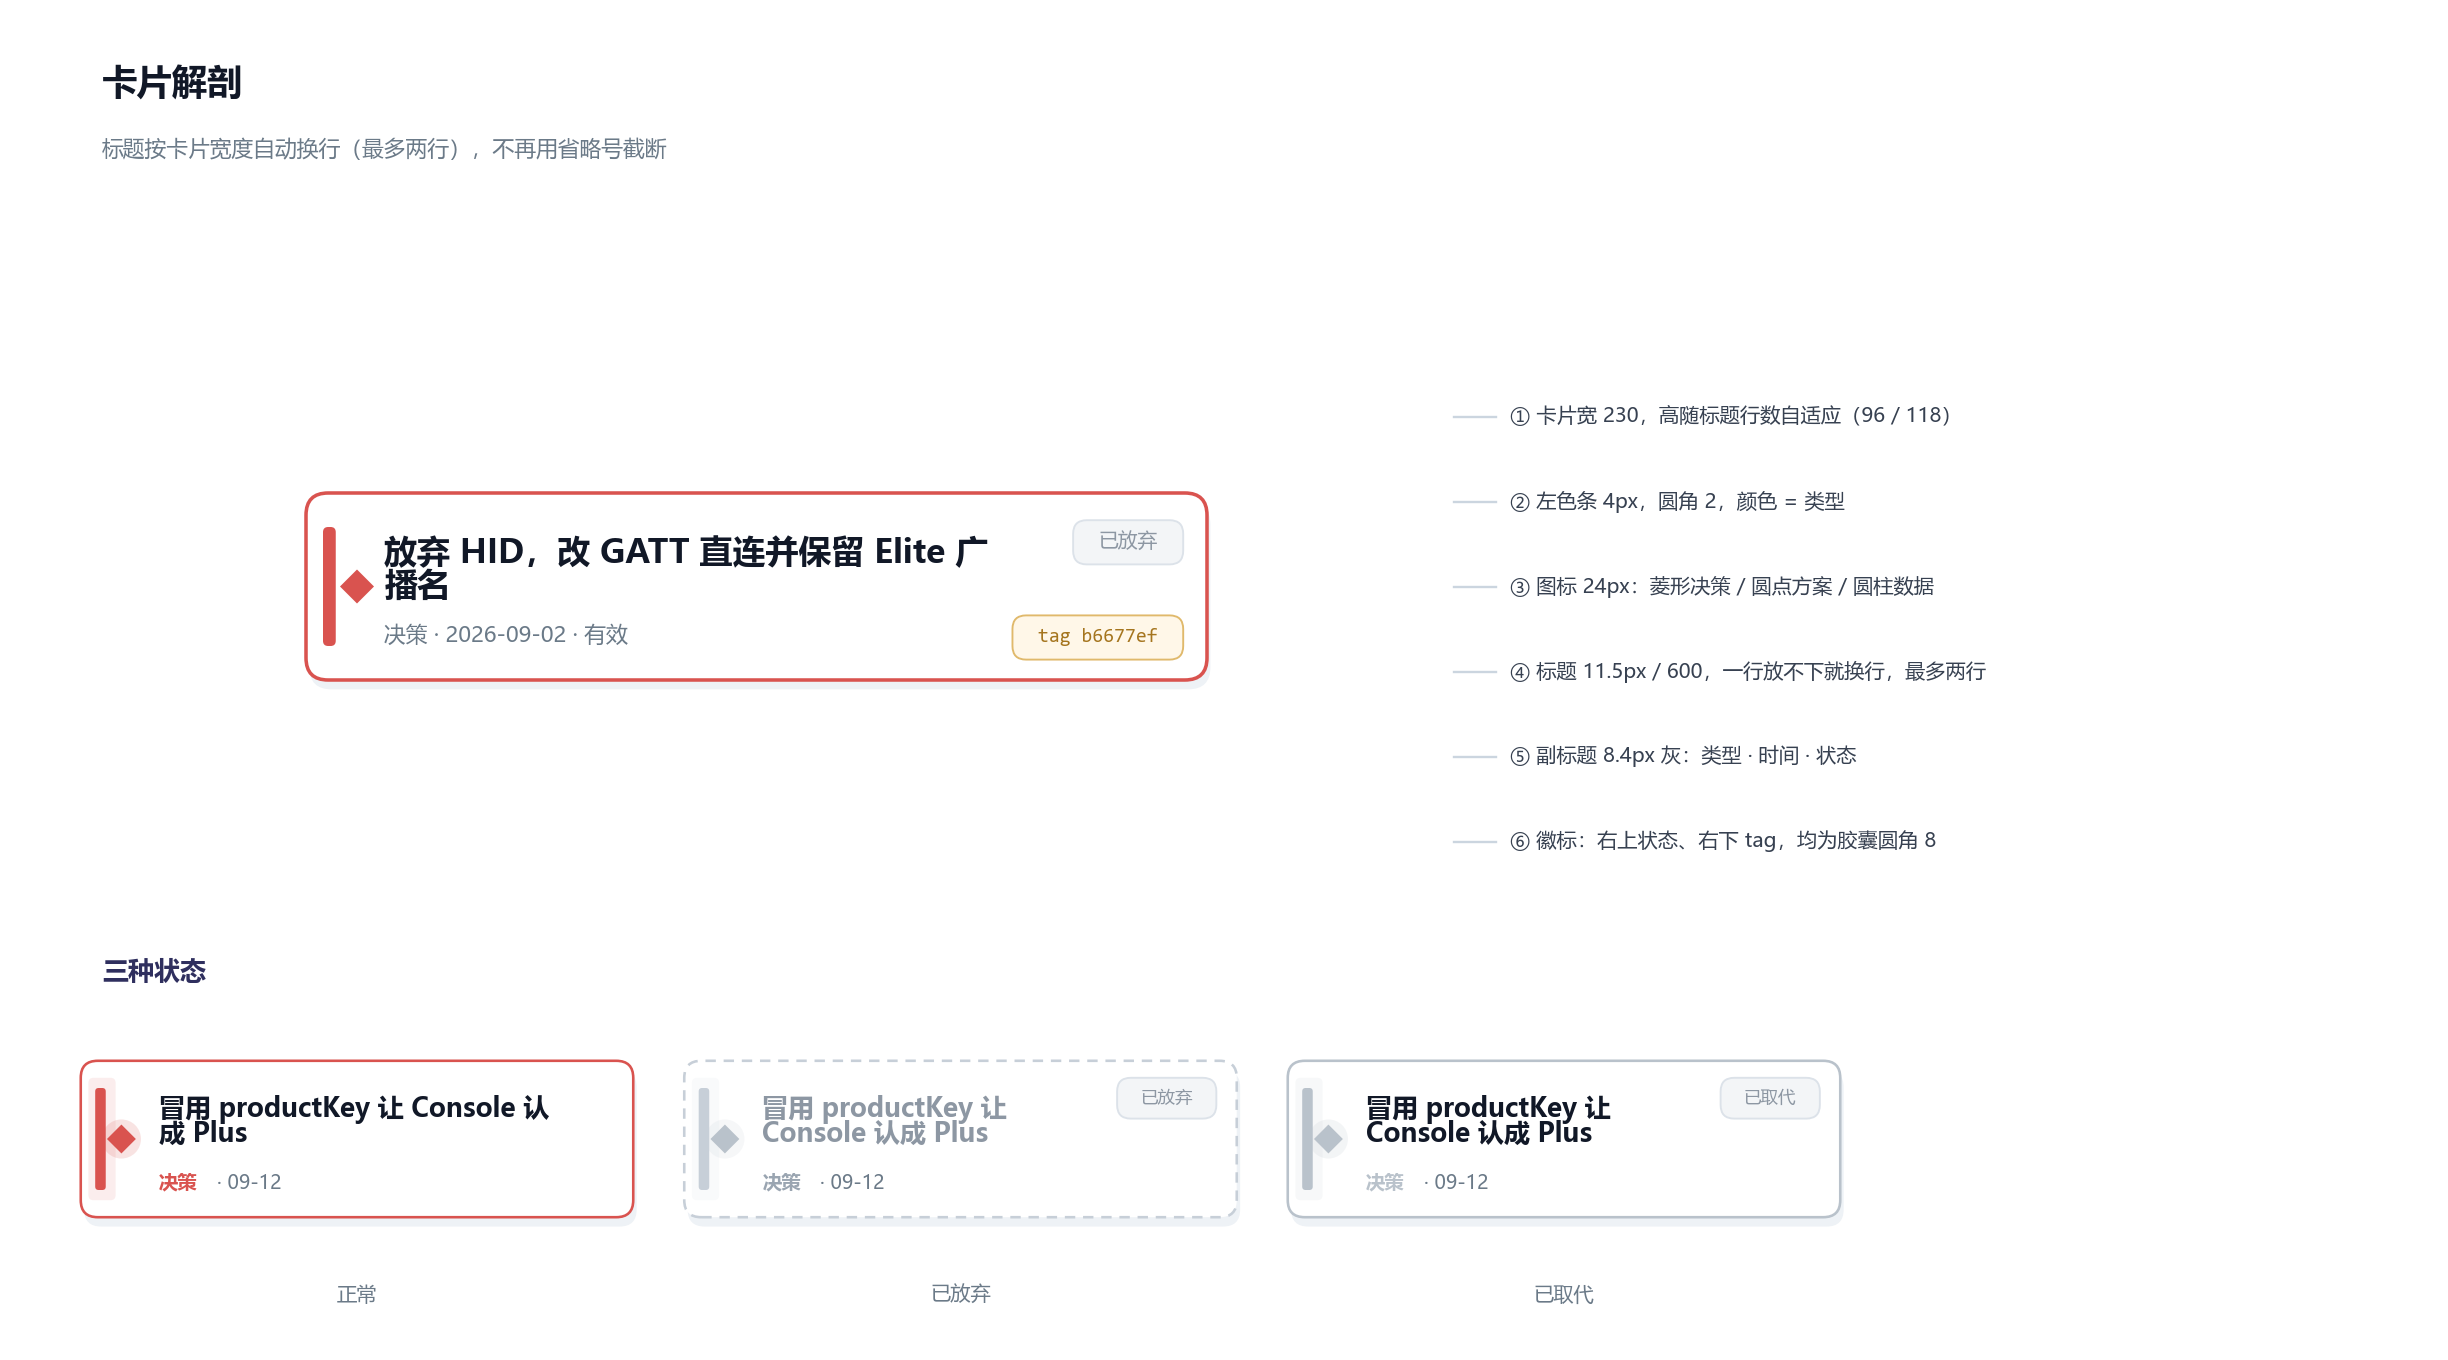 卡片解剖
标题按卡片宽度自动换行（最多两行），不再用省略号截断
放弃 HID，改 GATT 直连并保留 Elite 广
播名
已放弃
决策 · 2026-09-02 · 有效
tag b6677ef
① 卡片宽 230，高随标题行数自适应（96 / 118）
② 左色条 4px，圆角 2，颜色 = 类型
③ 图标 24px：菱形决策 / 圆点方案 / 圆柱数据
④ 标题 11.5px / 600，一行放不下就换行，最多两行
⑤ 副标题 8.4px 灰：类型 · 时间 · 状态
⑥ 徽标：右上状态、右下 tag，均为胶囊圆角 8
三种状态
冒用 productKey 让 Console 认
成 Plus
决策 · 09-12
正常
冒用 productKey 让
Console 认成 Plus
已放弃
决策 · 09-12
已放弃
冒用 productKey 让
Console 认成 Plus
已取代
决策 · 09-12
已取代